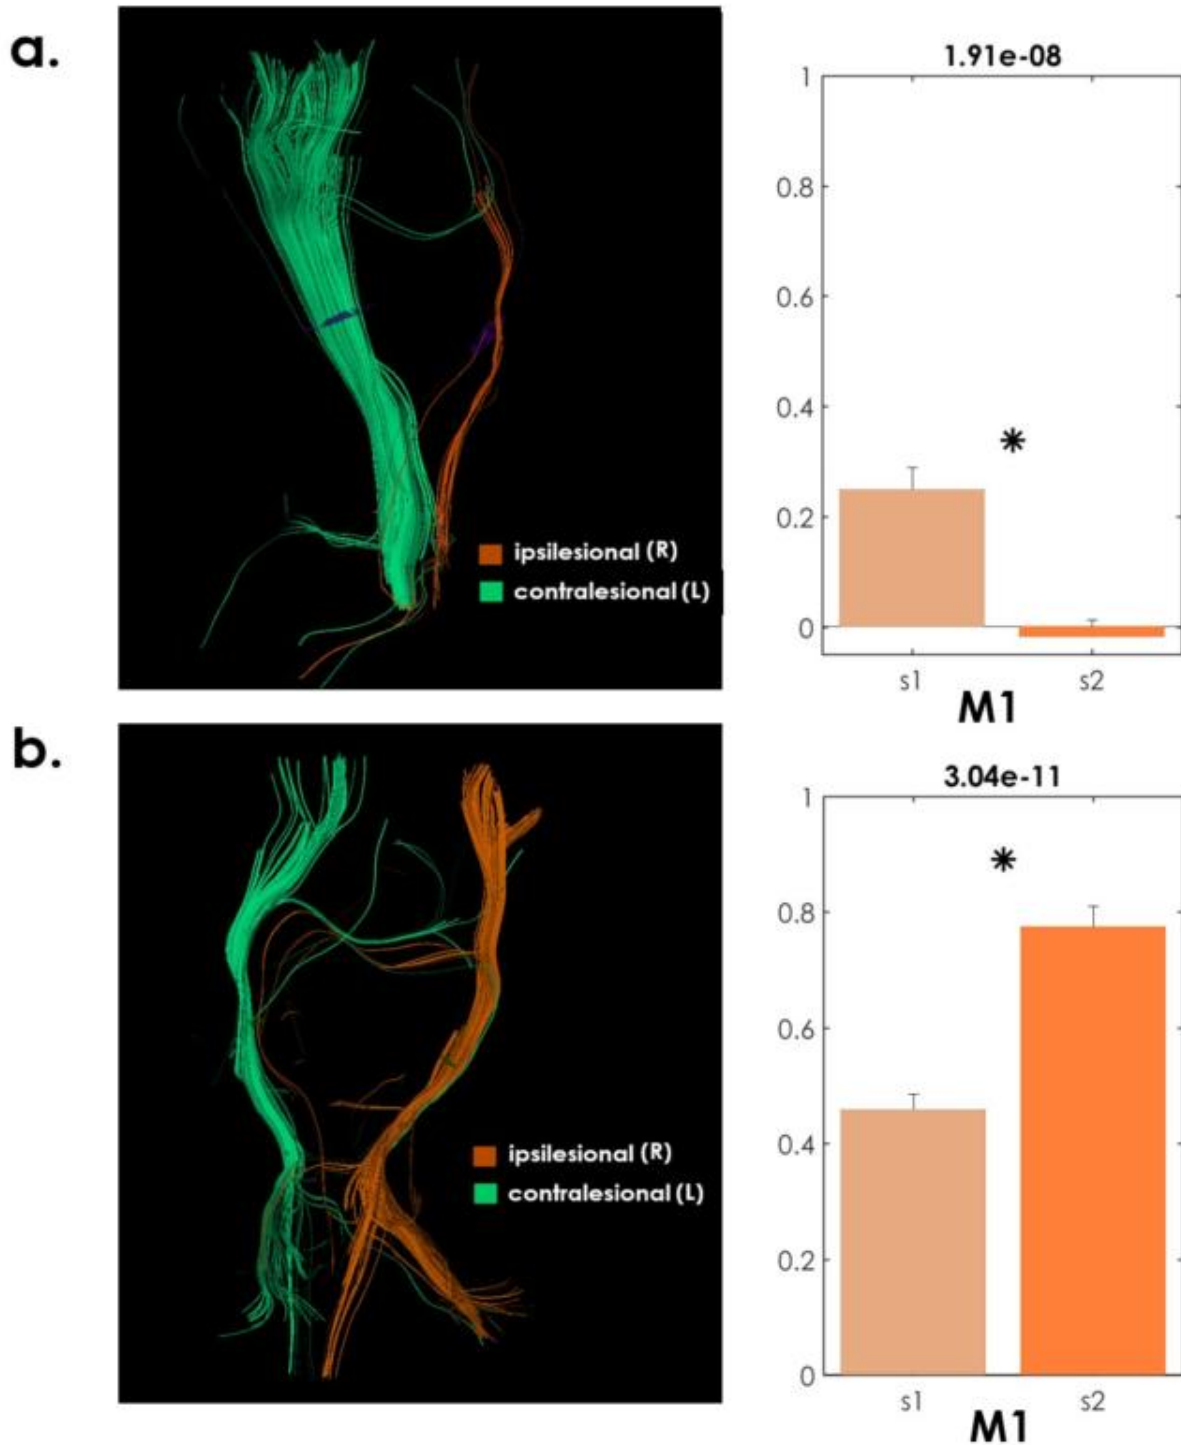 a.
ipsilesional (R)
contralesional (L)
1.91e-08
1
0.8
0.6
0.4
0.2
0
*
s1 s2
M1
b.
ipsilesional (R)
contralesional (L)
3.04e-11
1
0.8
0.6
0.4
0.2
0
*
s1 s2
M1